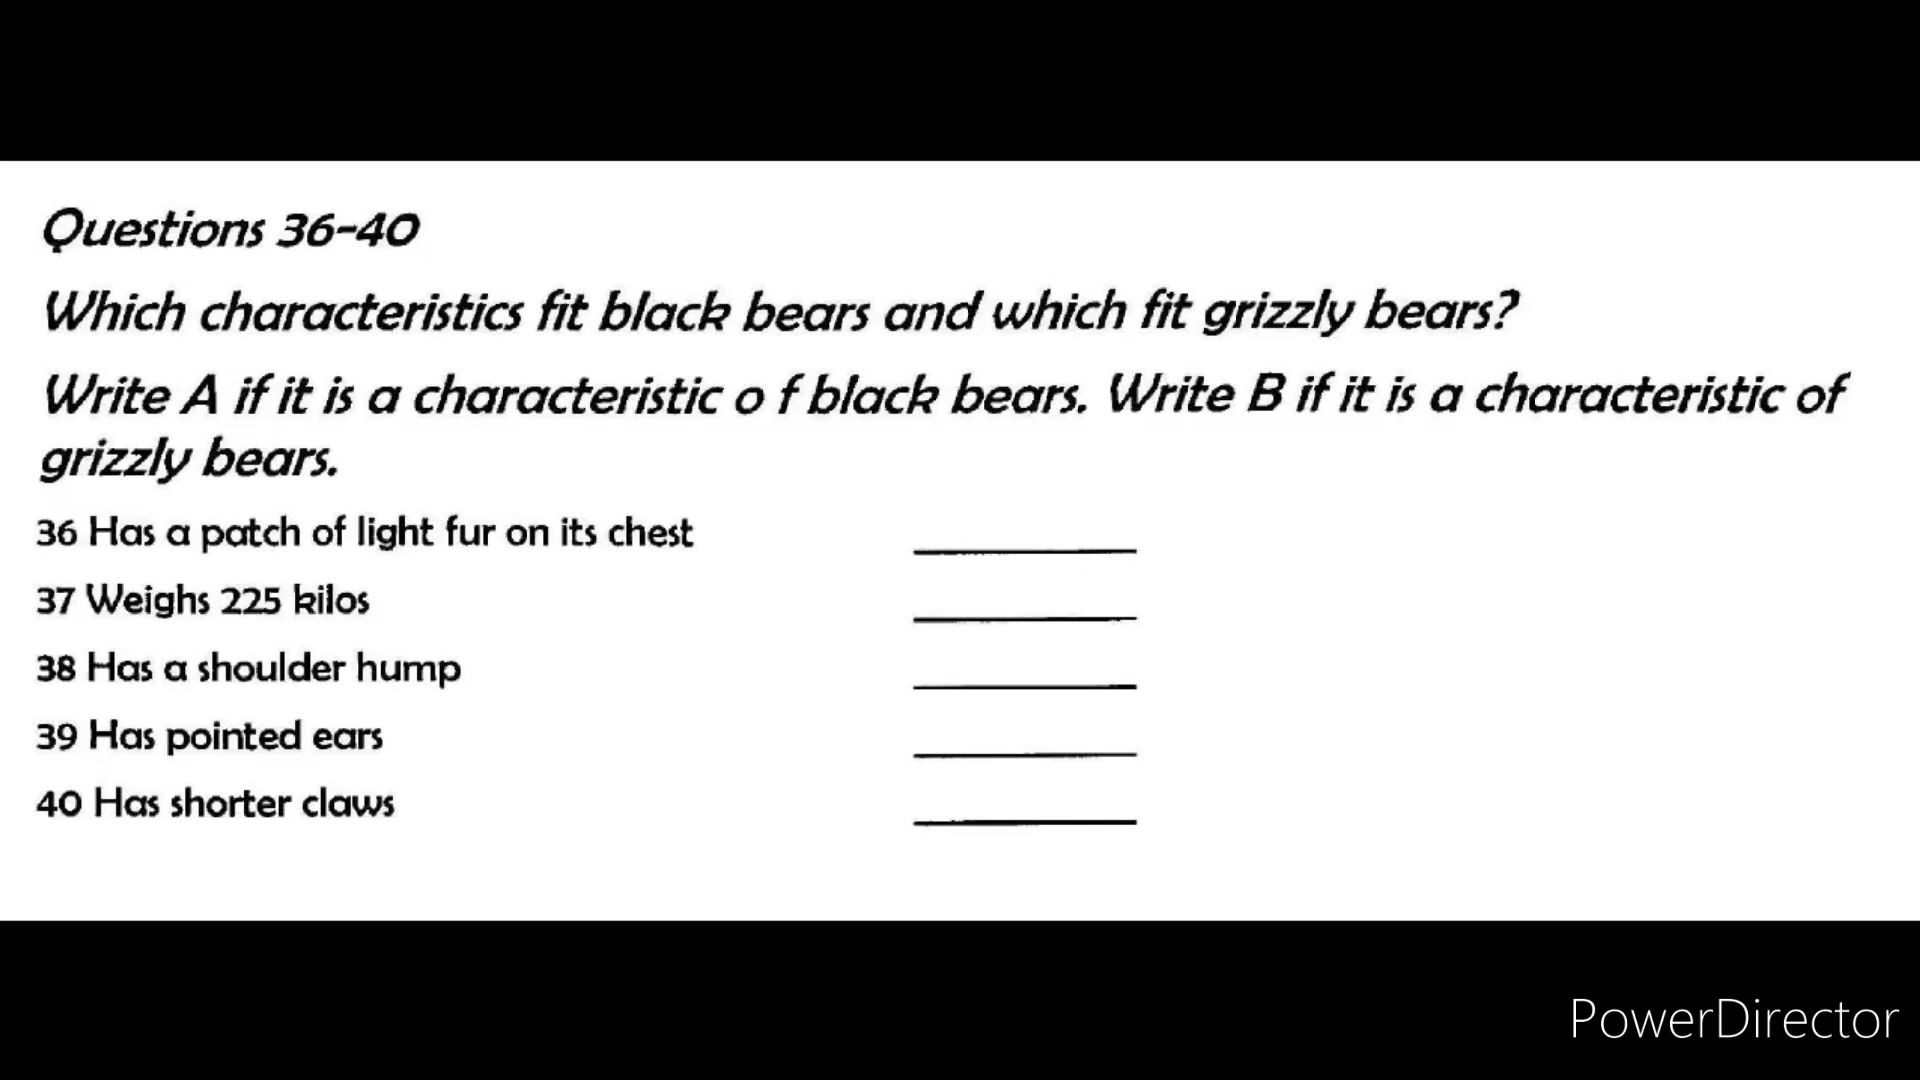 Questions 36-40
Which characteristics fit black bears and which fit grizzly bears?
Write A if it is a characteristic o f black bears. Write B if it is a characteristic of
grizzly bears.
36 Has a patch of light fur on its chest
37 Weighs 225 kilos
38 Has a shoulder hump
39 Has pointed ears
40 Has shorter claws
PowerDirector